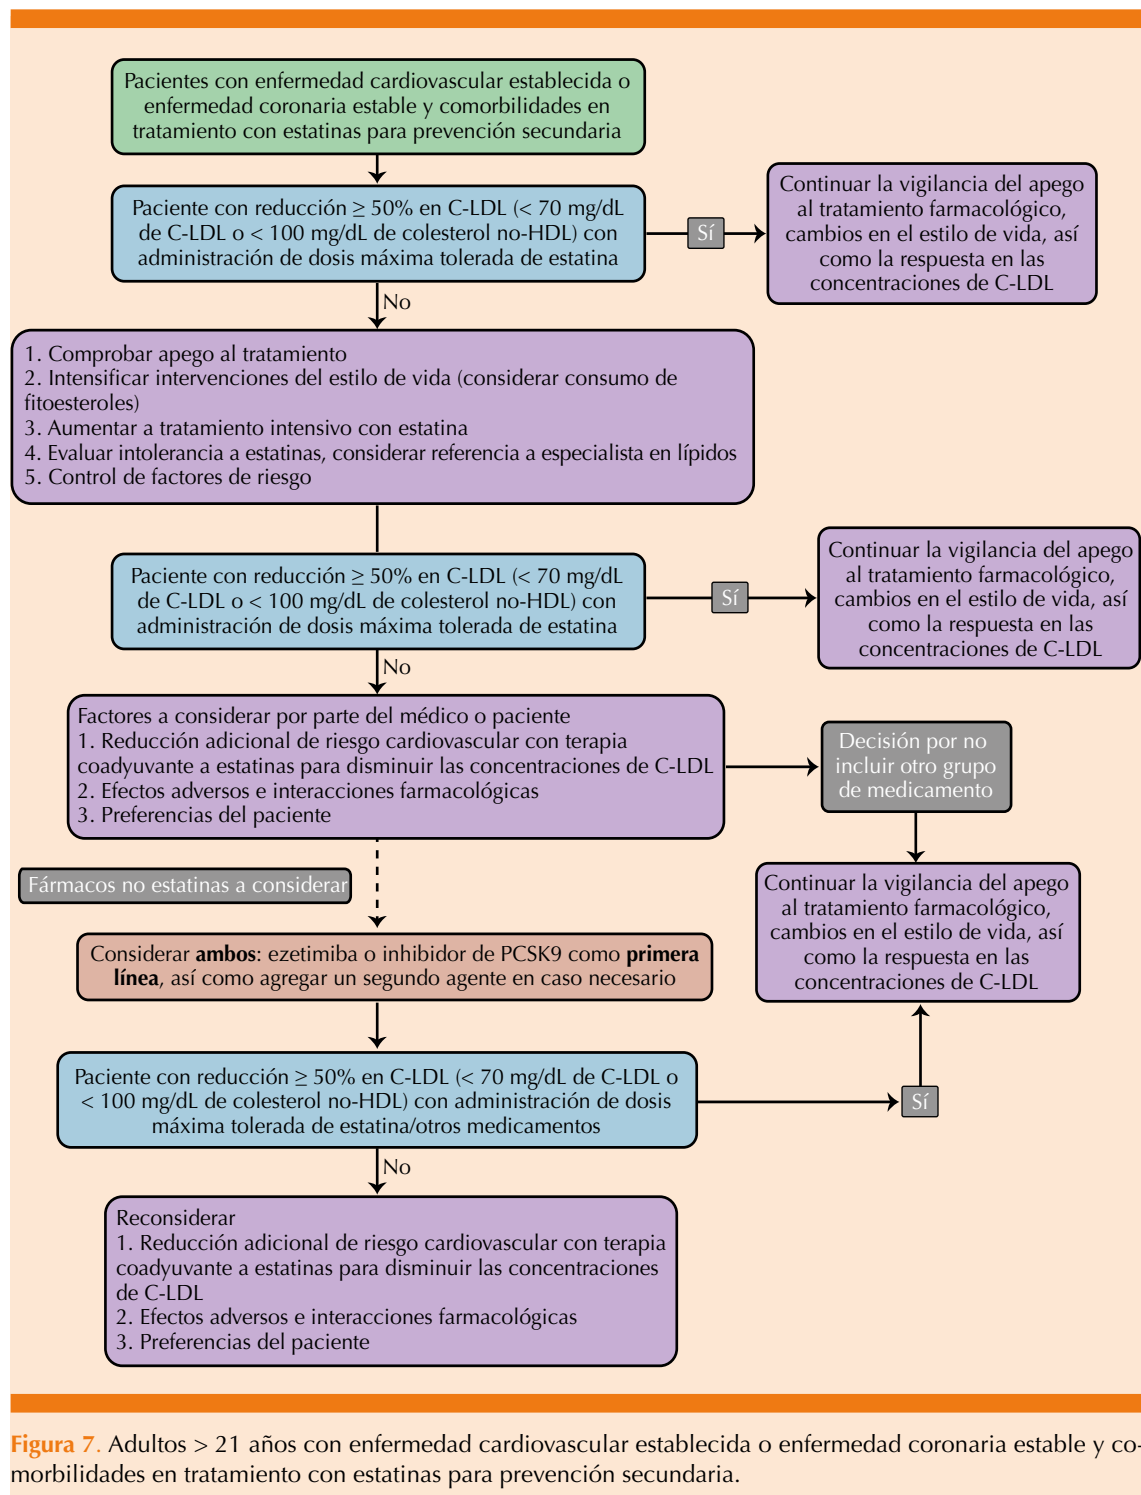 Pacientes con enfermedad cardiovascular establecida o
enfermedad coronaria estable y comorbilidades en
tratamiento con estatinas para prevención secundaria
Paciente con reducción ≥ 50% en C-LDL (< 70 mg/dL
de C-LDL o < 100 mg/dL de colesterol no-HDL) con
administración de dosis máxima tolerada de estatina
Sí
Continuar la vigilancia del apego
al tratamiento farmacológico,
cambios en el estilo de vida, así
como la respuesta en las
concentraciones de C-LDL
No
1. Comprobar apego al tratamiento
2. Intensificar intervenciones del estilo de vida (considerar consumo de
fitoesteroles)
3. Aumentar a tratamiento intensivo con estatina
4. Evaluar intolerancia a estatinas, considerar referencia a especialista en lípidos
5. Control de factores de riesgo
Paciente con reducción ≥ 50% en C-LDL (< 70 mg/dL
de C-LDL o < 100 mg/dL de colesterol no-HDL) con
administración de dosis máxima tolerada de estatina
Sí
Continuar la vigilancia del apego
al tratamiento farmacológico,
cambios en el estilo de vida, así
como la respuesta en las
concentraciones de C-LDL
No
Factores a considerar por parte del médico o paciente
1. Reducción adicional de riesgo cardiovascular con terapia
coadyuvante a estatinas para disminuir las concentraciones de C-LDL
2. Efectos adversos e interacciones farmacológicas
3. Preferencias del paciente
Decisión por no
incluir otro grupo
de medicamento
Fármacos no estatinas a considerar
Continuar la vigilancia del apego
al tratamiento farmacológico,
cambios en el estilo de vida, así
como la respuesta en las
concentraciones de C-LDL
Considerar ambos: ezetimiba o inhibidor de PCSK9 como primera
línea, así como agregar un segundo agente en caso necesario
Paciente con reducción ≥ 50% en C-LDL (< 70 mg/dL de C-LDL o
< 100 mg/dL de colesterol no-HDL) con administración de dosis
máxima tolerada de estatina/otros medicamentos
Sí
No
Reconsiderar
1. Reducción adicional de riesgo cardiovascular con terapia
coadyuvante a estatinas para disminuir las concentraciones
de C-LDL
2. Efectos adversos e interacciones farmacológicas
3. Preferencias del paciente
Figura 7. Adultos > 21 años con enfermedad cardiovascular establecida o enfermedad coronaria estable y co-
morbilidades en tratamiento con estatinas para prevención secundaria.